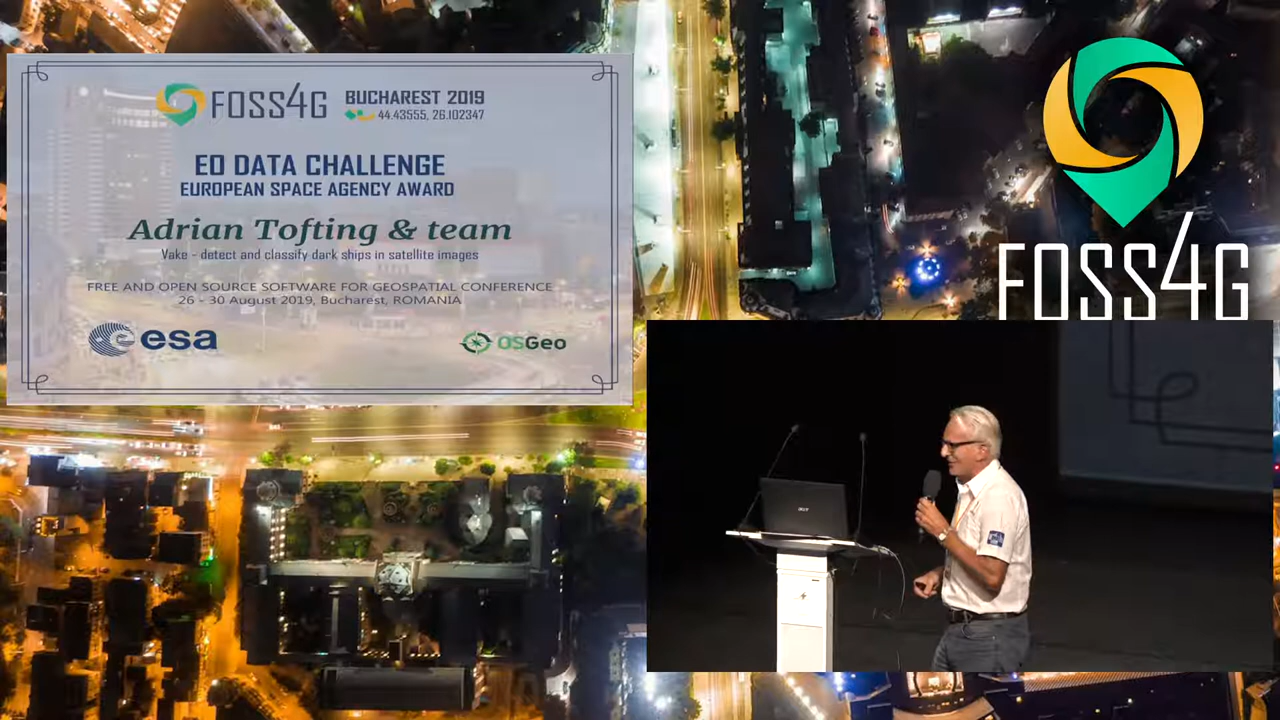 FOSS4G
BUCHAREST 2019
44.43555, 26.102347
EO DATA CHALLENGE
EUROPEAN SPACE AGENCY AWARD
Adrian Tofting & team
Vake - detect and classify dark ships in satellite images
FREE AND OPEN SOURCE SOFTWARE FOR GEOSPATIAL CONFERENCE
26 - 30 August 2019, Bucharest, ROMANIA
esa
OSGeo
FOSS4G
acer